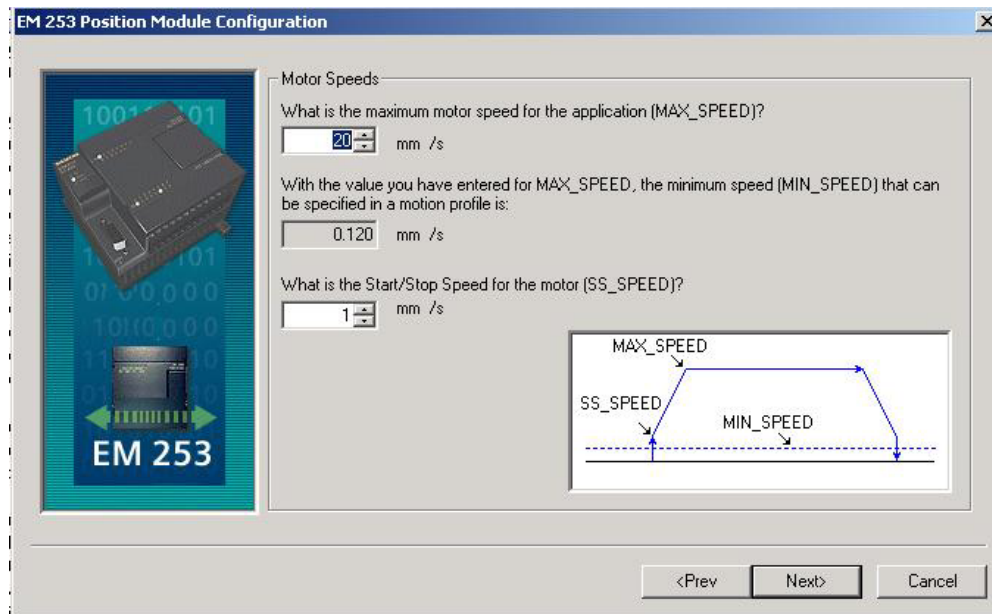 EM 253 Position Module Configuration
Motor Speeds
What is the maximum motor speed for the application (MAX_SPEED)?
20 mm /s
With the value you have entered for MAX_SPEED, the minimum speed (MIN_SPEED) that can
be specified in a motion profile is:
0.120 mm /s
What is the Start/Stop Speed for the motor (SS_SPEED)?
1 mm /s
MAX_SPEED
SS_SPEED
MIN_SPEED
EM 253
<Prev
Next>
Cancel